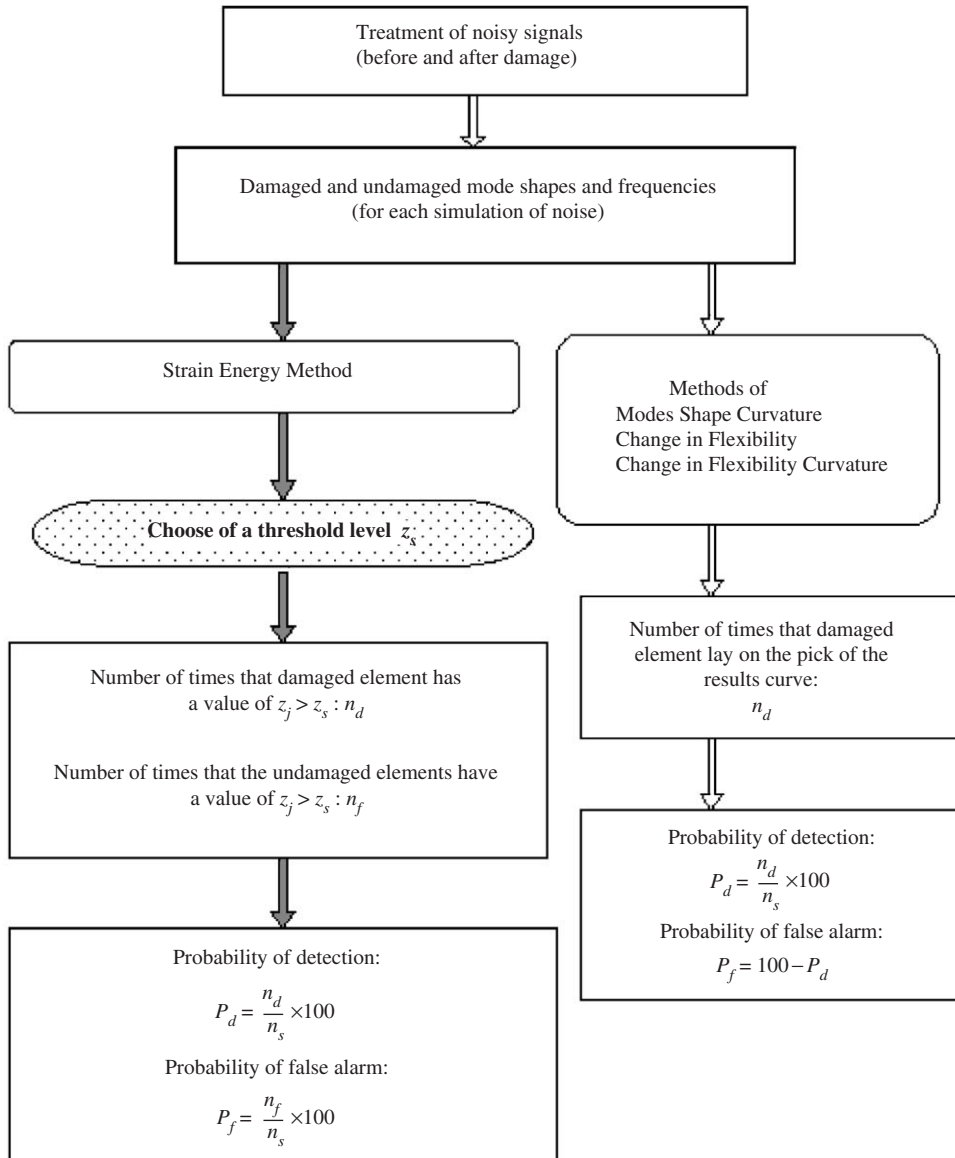 Treatment of noisy signals
(before and after damage)
Damaged and undamaged mode shapes and frequencies
(for each simulation of noise)
Strain Energy Method
Choose of a threshold level z_s
Number of times that damaged element has
a value of z_j > z_s : n_d
Number of times that the undamaged elements have
a value of z_j > z_s : n_f
Probability of detection:
P_d = n_d / n_s ×100
Probability of false alarm:
P_f = n_f / n_s ×100
Methods of
Modes Shape Curvature
Change in Flexibility
Change in Flexibility Curvature
Number of times that damaged
element lay on the pick of the
results curve:
n_d
Probability of detection:
P_d = n_d / n_s ×100
Probability of false alarm:
P_f = 100 − P_d